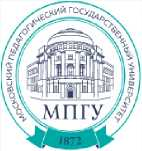 МОСКОВСКИЙ ПЕДАГОГИЧЕСКИЙ ГОСУДАРСТВЕННЫЙ УНИВЕРСИТЕТ
МПГУ
1872